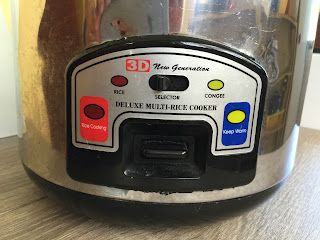 3D New Generation
RICE SELECTOR CONGEE
DELUXE MULTI-RICE COOKER
Rice Cooking
Keep Warm